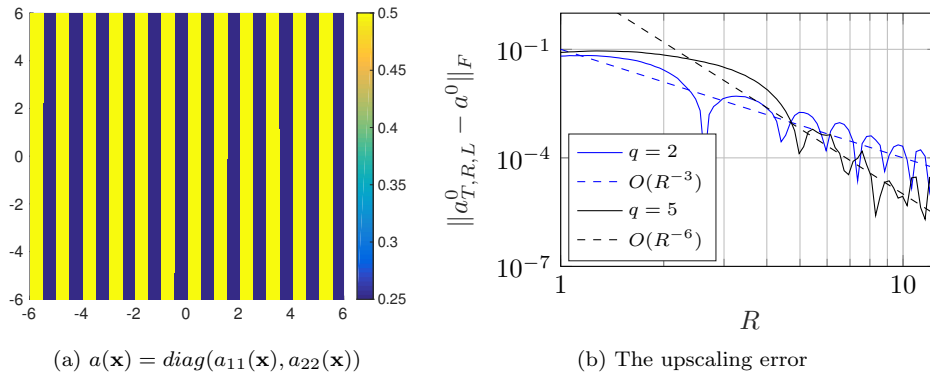 6
4
2
0
-2
-4
-6
-6 -4 -2 0 2 4 6
0.5
0.45
0.4
0.35
0.3
0.25
(a) a(x) = diag(a₁₁(x), a₂₂(x))
‖a⁰_{T,R,L} − a⁰‖_F
10⁻¹
10⁻⁴
10⁻⁷
q = 2
O(R⁻³)
q = 5
O(R⁻⁶)
1 10
R
(b) The upscaling error